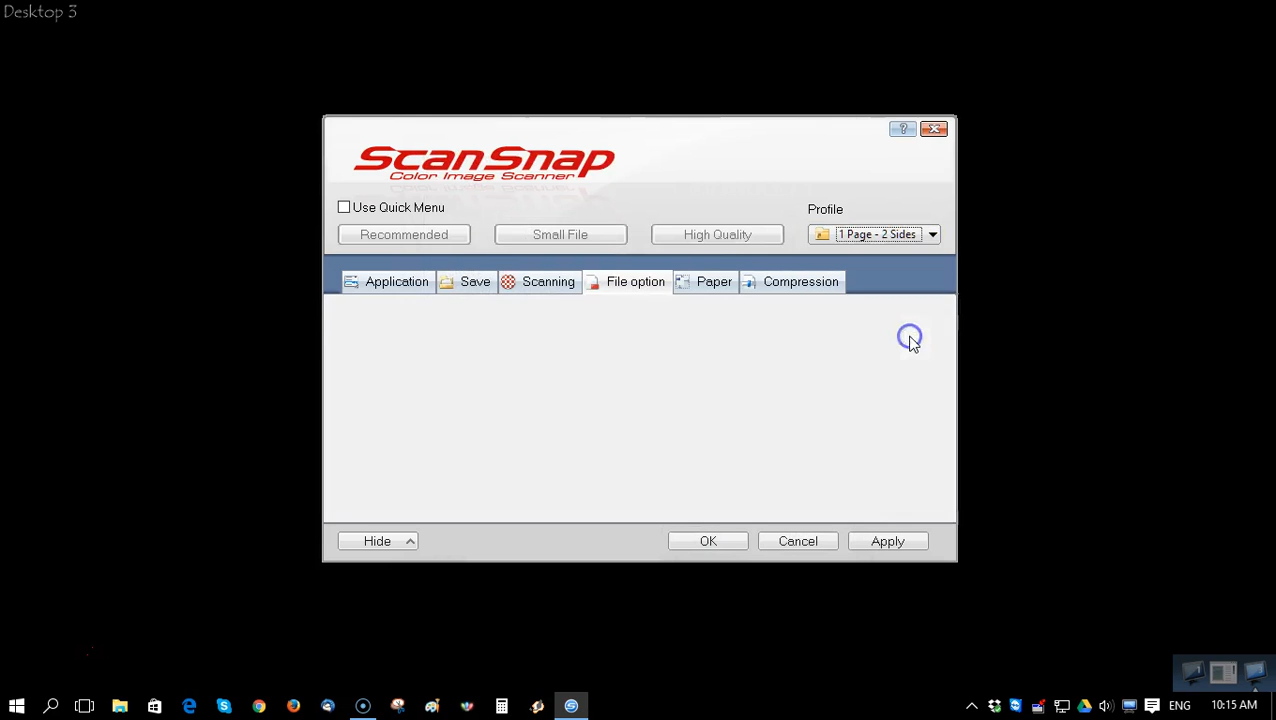 Desktop 3
ScanSnap
Color Image Scanner
Use Quick Menu
Profile
Recommended
Small File
High Quality
1 Page - 2 Sides
Application
Save
Scanning
File option
Paper
Compression
Hide
OK
Cancel
Apply
ENG
10:15 AM